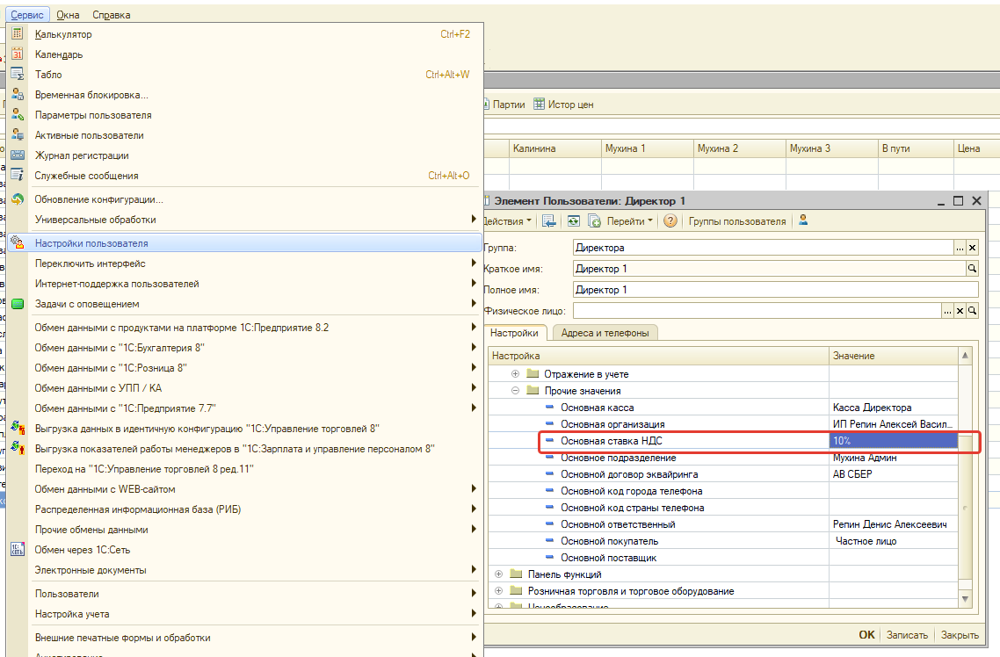 Сервис Окна Справка
Калькулятор Ctrl+F2
Календарь
Табло Ctrl+Alt+W
Временная блокировка...
Параметры пользователя
Активные пользователи
Журнал регистрации
Служебные сообщения Ctrl+Alt+O
Обновление конфигурации...
Универсальные обработки
Настройки пользователя
Переключить интерфейс
Интернет-поддержка пользователей
Задачи с оповещением
Обмен данными с продуктами на платформе 1С:Предприятие 8.2
Обмен данными с "1С:Бухгалтерия 8"
Обмен данными с "1С:Розница 8"
Обмен данными с УПП / КА
Обмен данными с "1С:Предприятие 7.7"
Выгрузка данных в идентичную конфигурацию "1С:Управление торговлей 8"
Выгрузка показателей работы менеджеров в "1С:Зарплата и управление персоналом 8"
Переход на "1С:Управление торговлей 8 ред.11"
Обмен данными с WEB-сайтом
Распределенная информационная база (РИБ)
Прочие обмены данными
Обмен через 1С:Сеть
Электронные документы
Пользователи
Настройка учета
Внешние печатные формы и обработки
Партии Истор цен
Калинина Мухина 1 Мухина 2 Мухина 3 В пути Цена
Элемент Пользователи: Директор 1
Действия Перейти Группы пользователя
Группа: Директора
Краткое имя: Директор 1
Полное имя: Директор 1
Физическое лицо:
Настройки Адреса и телефоны
Настройка Значение
Отражение в учете
Прочие значения
Основная касса Касса Директора
Основная организация ИП Репин Алексей Васил...
Основная ставка НДС 10%
Основное подразделение Мухина Админ
Основной договор эквайринга АВ СБЕР
Основной код города телефона
Основной код страны телефона
Основной ответственный Репин Денис Алексеевич
Основной покупатель Частное лицо
Основной поставщик
Панель функций
Розничная торговля и торговое оборудование
Ценообразование
OK Записать Закрыть